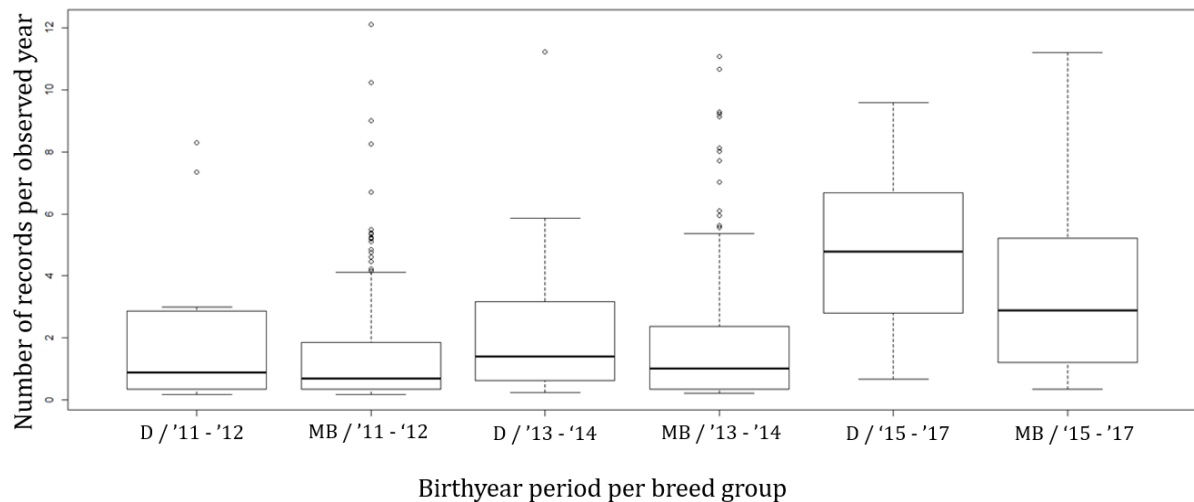 Number of records per observed year
12
10
8
6
4
2
0
D / ’11 - ’12
MB / ’11 - ‘12
D / ’13 - ‘14
MB / ’13 - ’14
D / ‘15 - ’17
MB / ‘15 - ’17
Birthyear period per breed group